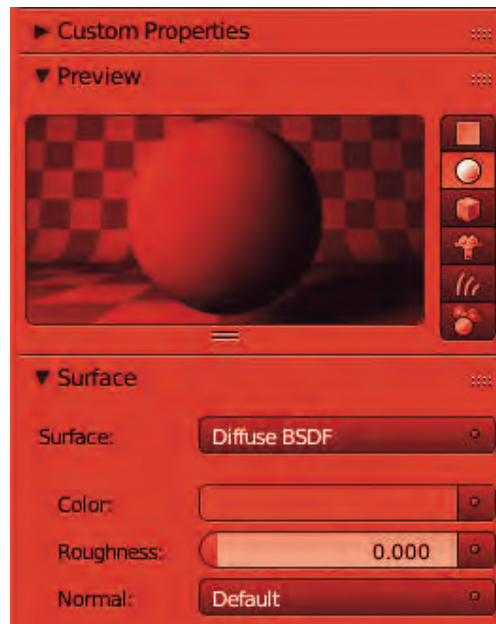 Custom Properties
Preview
Surface
Surface: Diffuse BSDF
Color:
Roughness: 0.000
Normal: Default